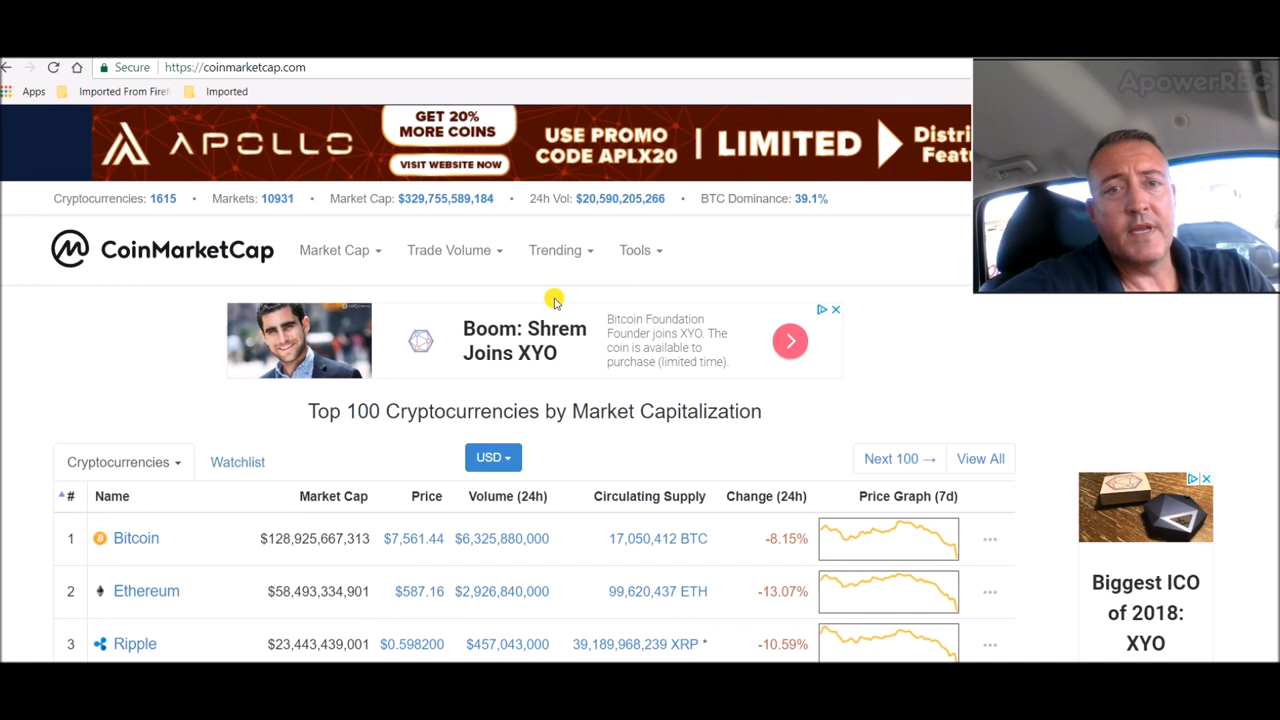 ApowerREC
Secure https://coinmarketcap.com
Apps Imported From Firef Imported
APOLLO
GET 20%
MORE COINS
VISIT WEBSITE NOW
USE PROMO
CODE APLX20
LIMITED
Distri
Featu
Cryptocurrencies: 1615 • Markets: 10931 • Market Cap: $329,755,589,184 • 24h Vol: $20,590,205,266 • BTC Dominance: 39.1%
CoinMarketCap Market Cap Trade Volume Trending Tools
Boom: Shrem
Joins XYO
Bitcoin Foundation
Founder joins XYO. The
coin is available to
purchase (limited time).
Top 100 Cryptocurrencies by Market Capitalization
Cryptocurrencies Watchlist USD Next 100 → View All
# Name Market Cap Price Volume (24h) Circulating Supply Change (24h) Price Graph (7d)
1 Bitcoin $128,925,667,313 $7,561.44 $6,325,880,000 17,050,412 BTC -8.15%
2 Ethereum $58,493,334,901 $587.16 $2,926,840,000 99,620,437 ETH -13.07%
3 Ripple $23,443,439,001 $0.598200 $457,043,000 39,189,968,239 XRP * -10.59%
Biggest ICO
of 2018:
XYO